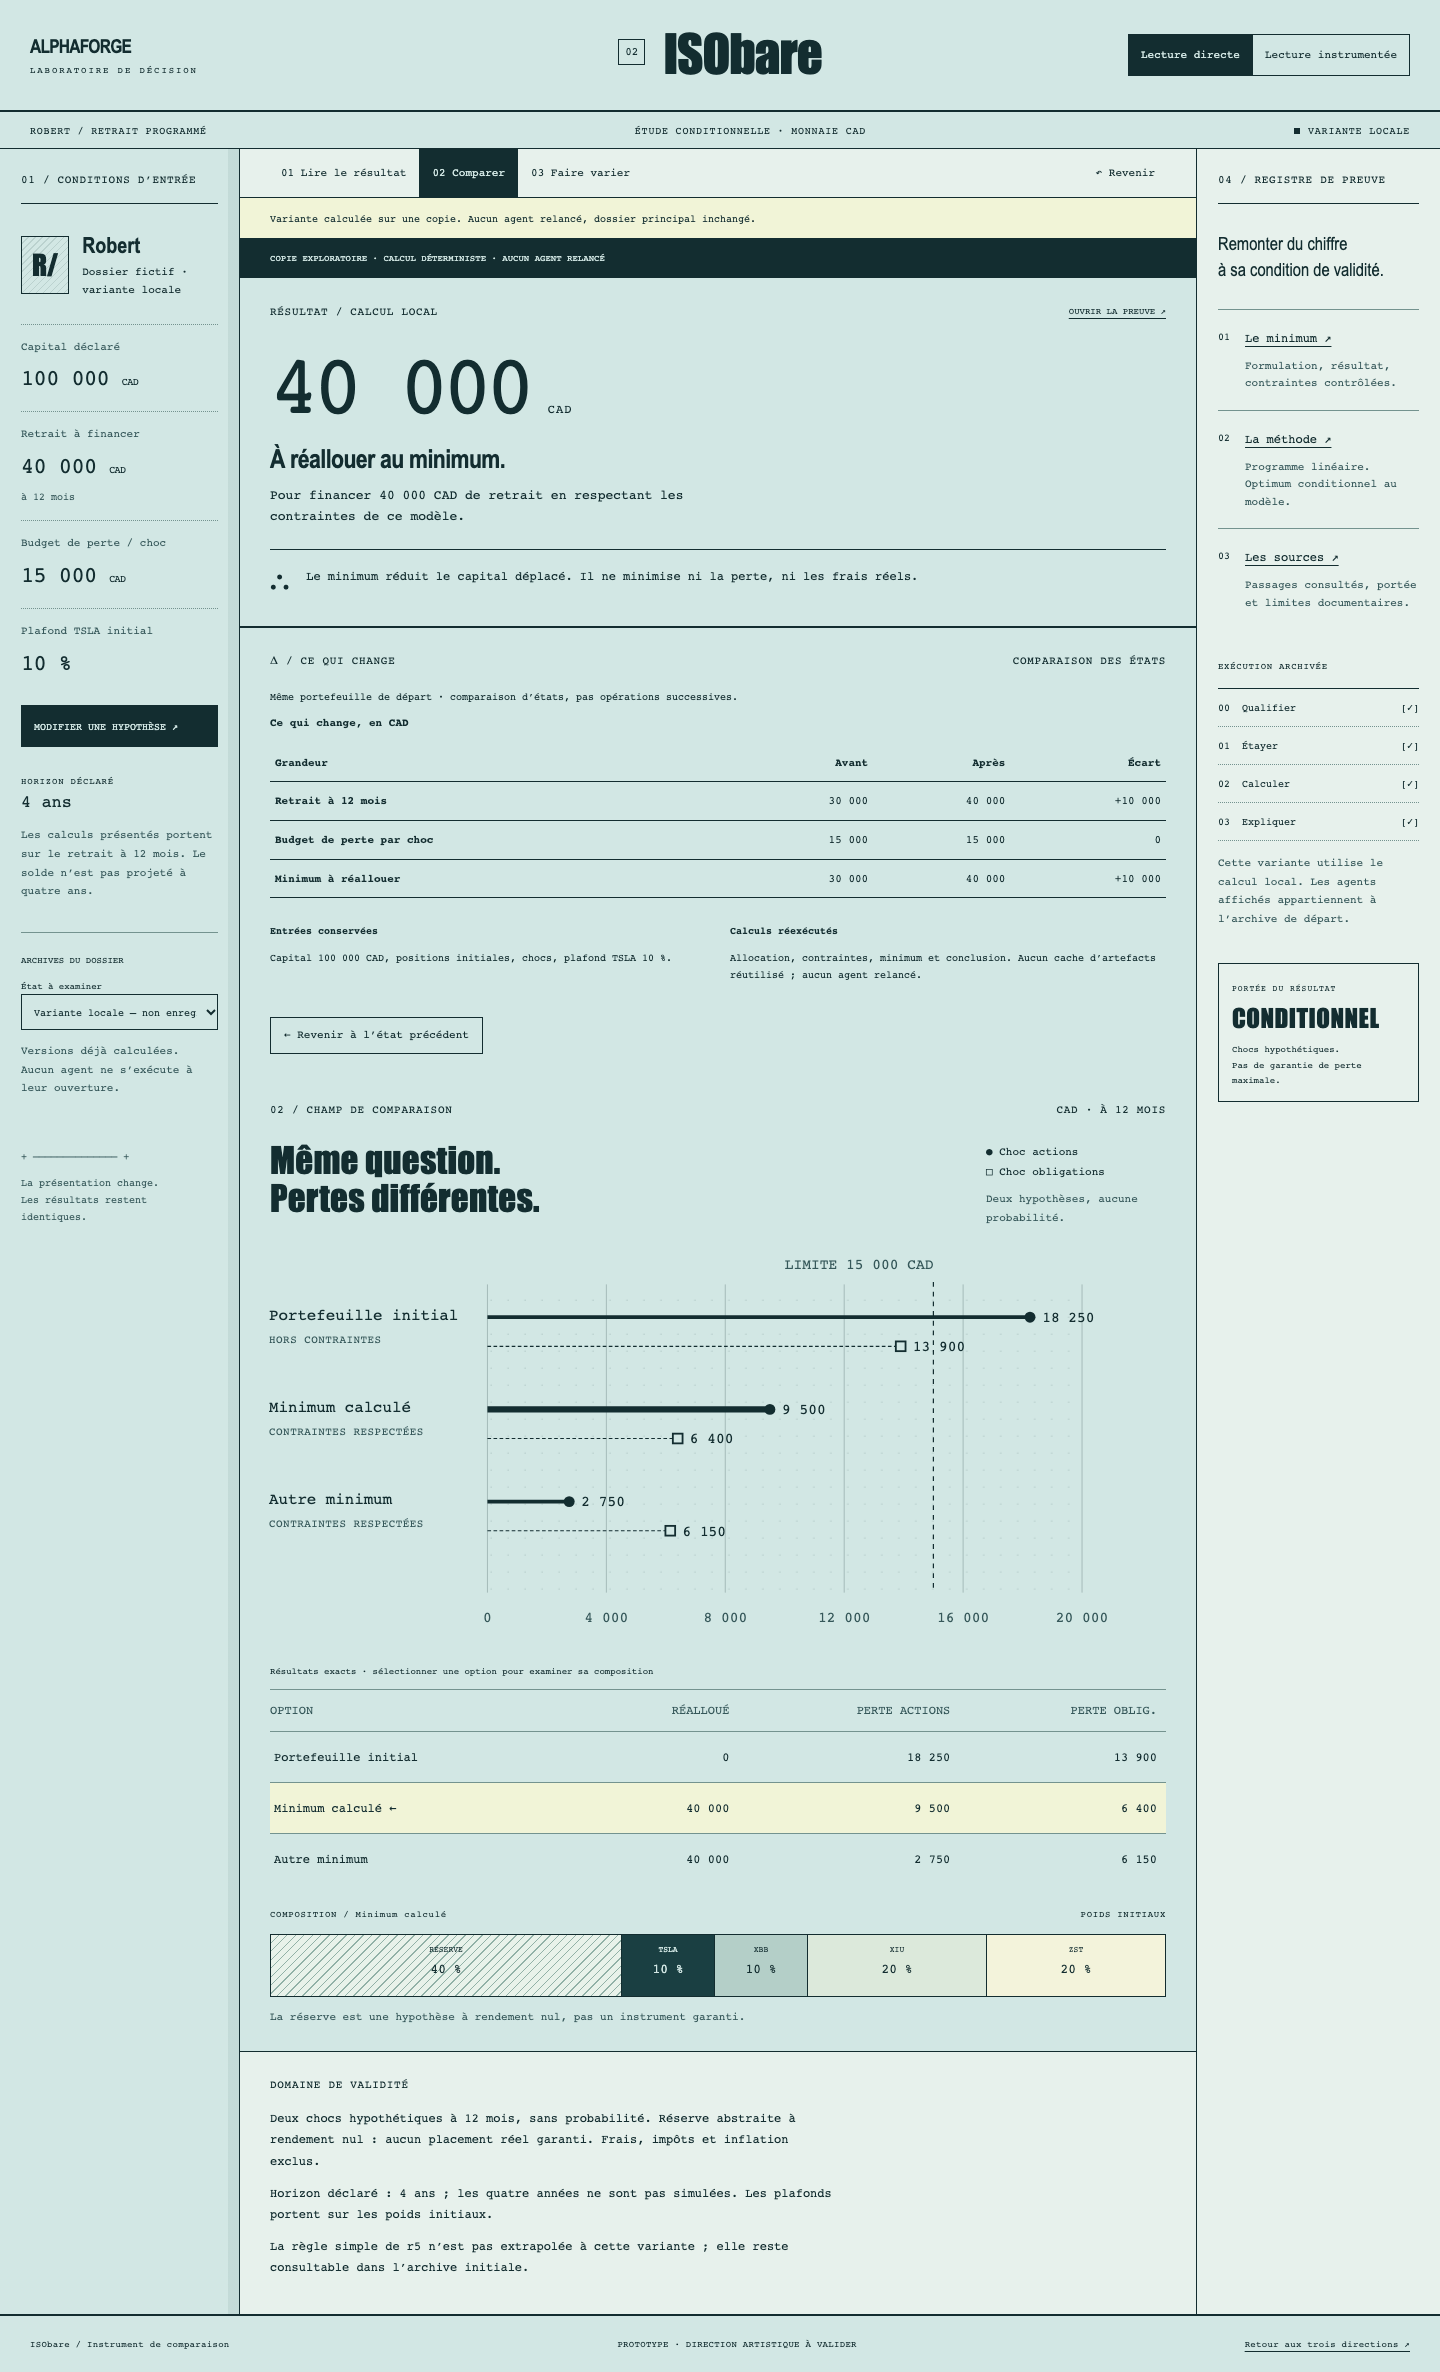 ALPHAFORGE
LABORATOIRE DE DÉCISION
02
ISObare
Lecture directe
Lecture instrumentée
ROBERT / RETRAIT PROGRAMMÉ
ÉTUDE CONDITIONNELLE · MONNAIE CAD
■ VARIANTE LOCALE
01 / CONDITIONS D’ENTRÉE
R/
Robert
Dossier fictif ·
variante locale
Capital déclaré
100 000 CAD
Retrait à financer
40 000 CAD
à 12 mois
Budget de perte / choc
15 000 CAD
Plafond TSLA initial
10 %
MODIFIER UNE HYPOTHÈSE ↗
HORIZON DÉCLARÉ
4 ans
Les calculs présentés portent
sur le retrait à 12 mois. Le
solde n’est pas projeté à
quatre ans.
ARCHIVES DU DOSSIER
État à examiner
Variante locale — non enreg
Versions déjà calculées.
Aucun agent ne s’exécute à
leur ouverture.
+ —————————————— +
La présentation change.
Les résultats restent
identiques.
01 Lire le résultat
02 Comparer
03 Faire varier
↶ Revenir
Variante calculée sur une copie. Aucun agent relancé, dossier principal inchangé.
COPIE EXPLORATOIRE · CALCUL DÉTERMINISTE · AUCUN AGENT RELANCÉ
RÉSULTAT / CALCUL LOCAL
OUVRIR LA PREUVE ↗
40 000 CAD
À réallouer au minimum.
Pour financer 40 000 CAD de retrait en respectant les
contraintes de ce modèle.
∴ Le minimum réduit le capital déplacé. Il ne minimise ni la perte, ni les frais réels.
Δ / CE QUI CHANGE
COMPARAISON DES ÉTATS
Même portefeuille de départ · comparaison d’états, pas opérations successives.
Ce qui change, en CAD
Grandeur Avant Après Écart
Retrait à 12 mois 30 000 40 000 +10 000
Budget de perte par choc 15 000 15 000 0
Minimum à réallouer 30 000 40 000 +10 000
Entrées conservées
Capital 100 000 CAD, positions initiales, chocs, plafond TSLA 10 %.
Calculs réexécutés
Allocation, contraintes, minimum et conclusion. Aucun cache d’artefacts
réutilisé ; aucun agent relancé.
← Revenir à l’état précédent
02 / CHAMP DE COMPARAISON
CAD · À 12 MOIS
Même question.
Pertes différentes.
● Choc actions
□ Choc obligations
Deux hypothèses, aucune
probabilité.
LIMITE 15 000 CAD
Portefeuille initial
18 250
HORS CONTRAINTES
13 900
Minimum calculé
9 500
CONTRAINTES RESPECTÉES
6 400
Autre minimum
2 750
CONTRAINTES RESPECTÉES
6 150
0 4 000 8 000 12 000 16 000 20 000
Résultats exacts · sélectionner une option pour examiner sa composition
OPTION RÉALLOUÉ PERTE ACTIONS PERTE OBLIG.
Portefeuille initial 0 18 250 13 900
Minimum calculé ← 40 000 9 500 6 400
Autre minimum 40 000 2 750 6 150
COMPOSITION / Minimum calculé
POIDS INITIAUX
RÉSERVE TSLA XBB XIU ZST
40 % 10 % 10 % 20 % 20 %
La réserve est une hypothèse à rendement nul, pas un instrument garanti.
DOMAINE DE VALIDITÉ
Deux chocs hypothétiques à 12 mois, sans probabilité. Réserve abstraite à
rendement nul : aucun placement réel garanti. Frais, impôts et inflation
exclus.
Horizon déclaré : 4 ans ; les quatre années ne sont pas simulées. Les plafonds
portent sur les poids initiaux.
La règle simple de r5 n’est pas extrapolée à cette variante ; elle reste
consultable dans l’archive initiale.
04 / REGISTRE DE PREUVE
Remonter du chiffre
à sa condition de validité.
01 Le minimum ↗
Formulation, résultat,
contraintes contrôlées.
02 La méthode ↗
Programme linéaire.
Optimum conditionnel au
modèle.
03 Les sources ↗
Passages consultés, portée
et limites documentaires.
EXÉCUTION ARCHIVÉE
00 Qualifier [✓]
01 Étayer [✓]
02 Calculer [✓]
03 Expliquer [✓]
Cette variante utilise le
calcul local. Les agents
affichés appartiennent à
l’archive de départ.
PORTÉE DU RÉSULTAT
CONDITIONNEL
Chocs hypothétiques.
Pas de garantie de perte
maximale.
ISObare / Instrument de comparaison
PROTOTYPE · DIRECTION ARTISTIQUE À VALIDER
Retour aux trois directions ↗